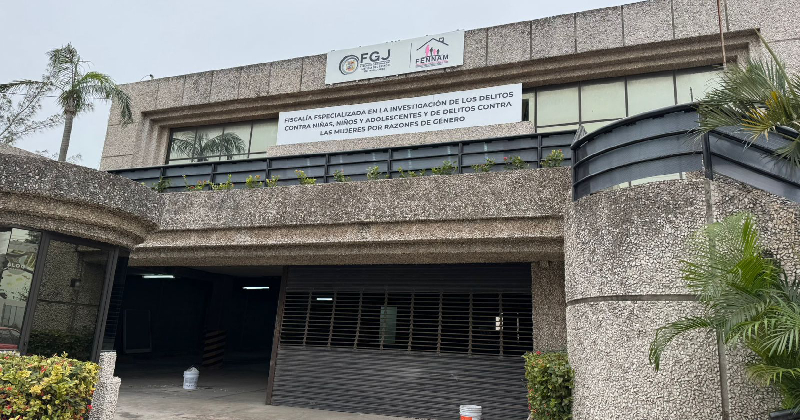 FGJ
FENNAM
FISCALÍA ESPECIALIZADA EN LA INVESTIGACIÓN DE LOS DELITOS
CONTRA NIÑAS, NIÑOS Y ADOLESCENTES Y DE DELITOS CONTRA
LAS MUJERES POR RAZONES DE GÉNERO